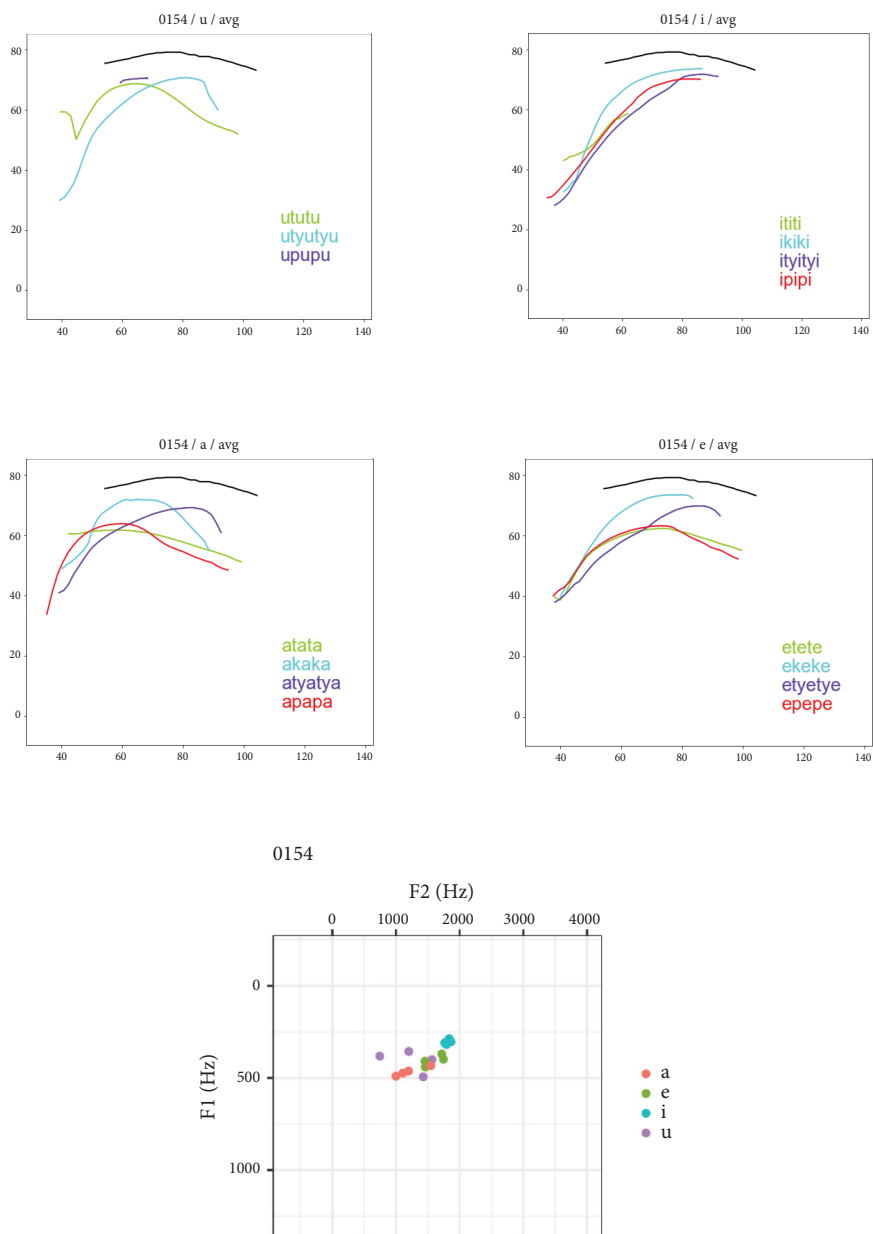 0154 / u / avg
80
60
40
20
0
ututu
utyutyu
upupu
40 60 80 100 120 140
0154 / i / avg
80
60
40
20
0
ititi
ikiki
ityityi
ipipi
40 60 80 100 120 140
0154 / a / avg
80
60
40
20
0
atata
akaka
atyatya
apapa
40 60 80 100 120 140
0154 / e / avg
80
60
40
20
0
etete
ekeke
etyetye
epepe
40 60 80 100 120 140
0154
F2 (Hz)
0 1000 2000 3000 4000
F1 (Hz)
0
500
1000
a
e
i
u